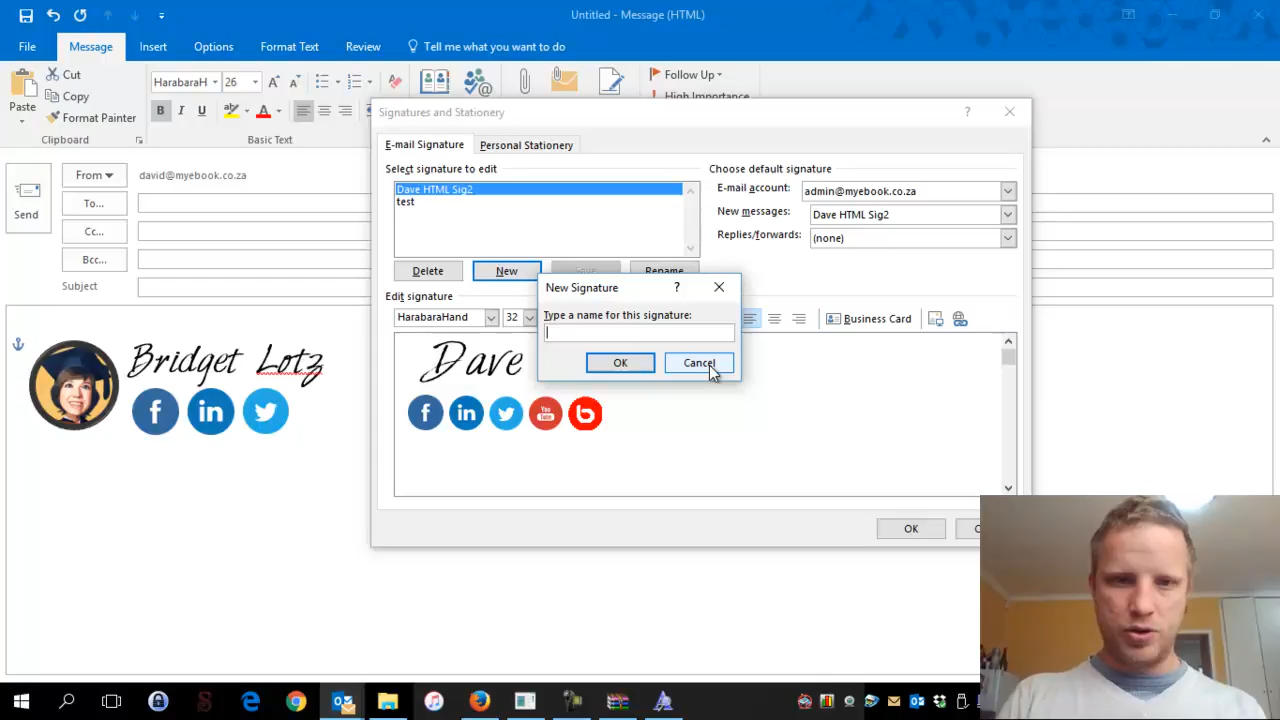 Untitled - Message (HTML)
File Message Insert Options Format Text Review Tell me what you want to do
Cut
Copy
Format Painter
Paste
Clipboard
HarabaraH 26
B I U
A
Basic Text
Follow Up
High Importance
Signatures and Stationery
E-mail Signature Personal Stationery
Select signature to edit
Dave HTML Sig2
test
Delete New Save Rename
Choose default signature
E-mail account: admin@myebook.co.za
New messages: Dave HTML Sig2
Replies/forwards: (none)
Edit signature
HarabaraHand 32
Business Card
Dave
f in You Tube b
OK
New Signature
Type a name for this signature:
OK Cancel
Send
From david@myebook.co.za
To...
Cc...
Bcc...
Subject
Bridget Lotz
f in